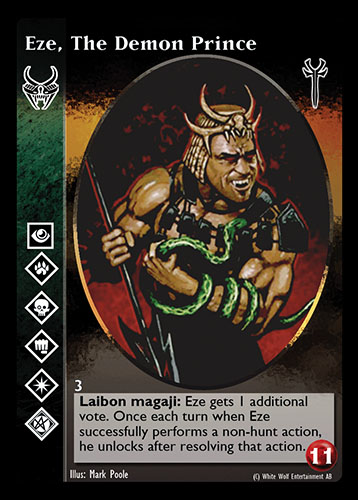 Eze, The Demon Prince
3
Laibon magaji: Eze gets 1 additional
vote. Once each turn when Eze
successfully performs a non-hunt action,
he unlocks after resolving that action.
11
Illus: Mark Poole
(C) White Wolf Entertainment AB